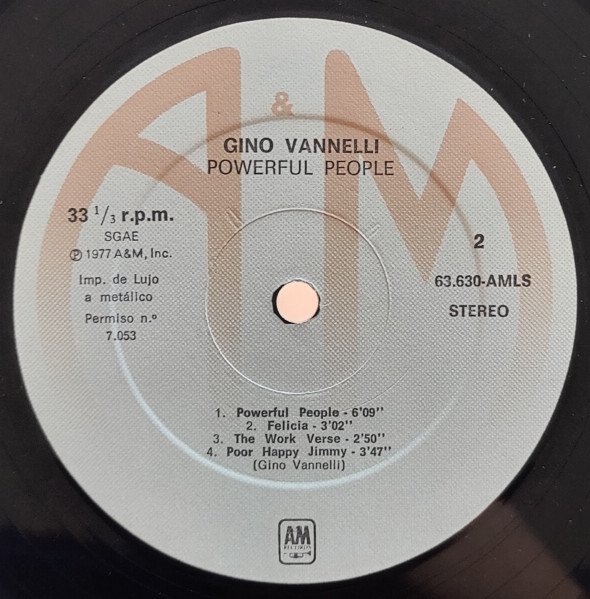 A&M
GINO VANNELLI
POWERFUL PEOPLE
33 1/3 r.p.m.
SGAE
℗ 1977 A&M, Inc.
Imp. de Lujo
a metálico
Permiso n.º
7.053
2
63.630-AMLS
STEREO
1. Powerful People - 6'09"
2. Felicia - 3'02"
3. The Work Verse - 2'50"
4. Poor Happy Jimmy - 3'47"
(Gino Vannelli)
AM
RECORDS